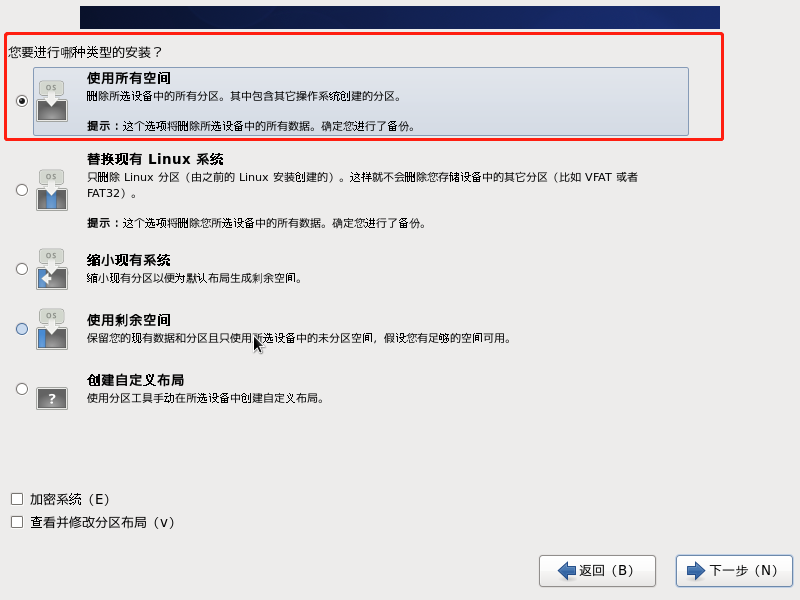 您要进行哪种类型的安装？
使用所有空间
OS
删除所选设备中的所有分区。其中包含其它操作系统创建的分区。
提示：这个选项将删除所选设备中的所有数据。确定您进行了备份。
替换现有 Linux 系统
OS
只删除 Linux 分区（由之前的 Linux 安装创建的）。这样就不会删除您存储设备中的其它分区（比如 VFAT 或者
FAT32）。
提示：这个选项将删除您所选设备中的所有数据。确定您进行了备份。
缩小现有系统
OS
缩小现有分区以便为默认布局生成剩余空间。
使用剩余空间
OS
保留您的现有数据和分区且只使用所选设备中的未分区空间，假设您有足够的空间可用。
创建自定义布局
?
使用分区工具手动在所选设备中创建自定义布局。
加密系统（E）
查看并修改分区布局（v）
返回（B）
下一步（N）